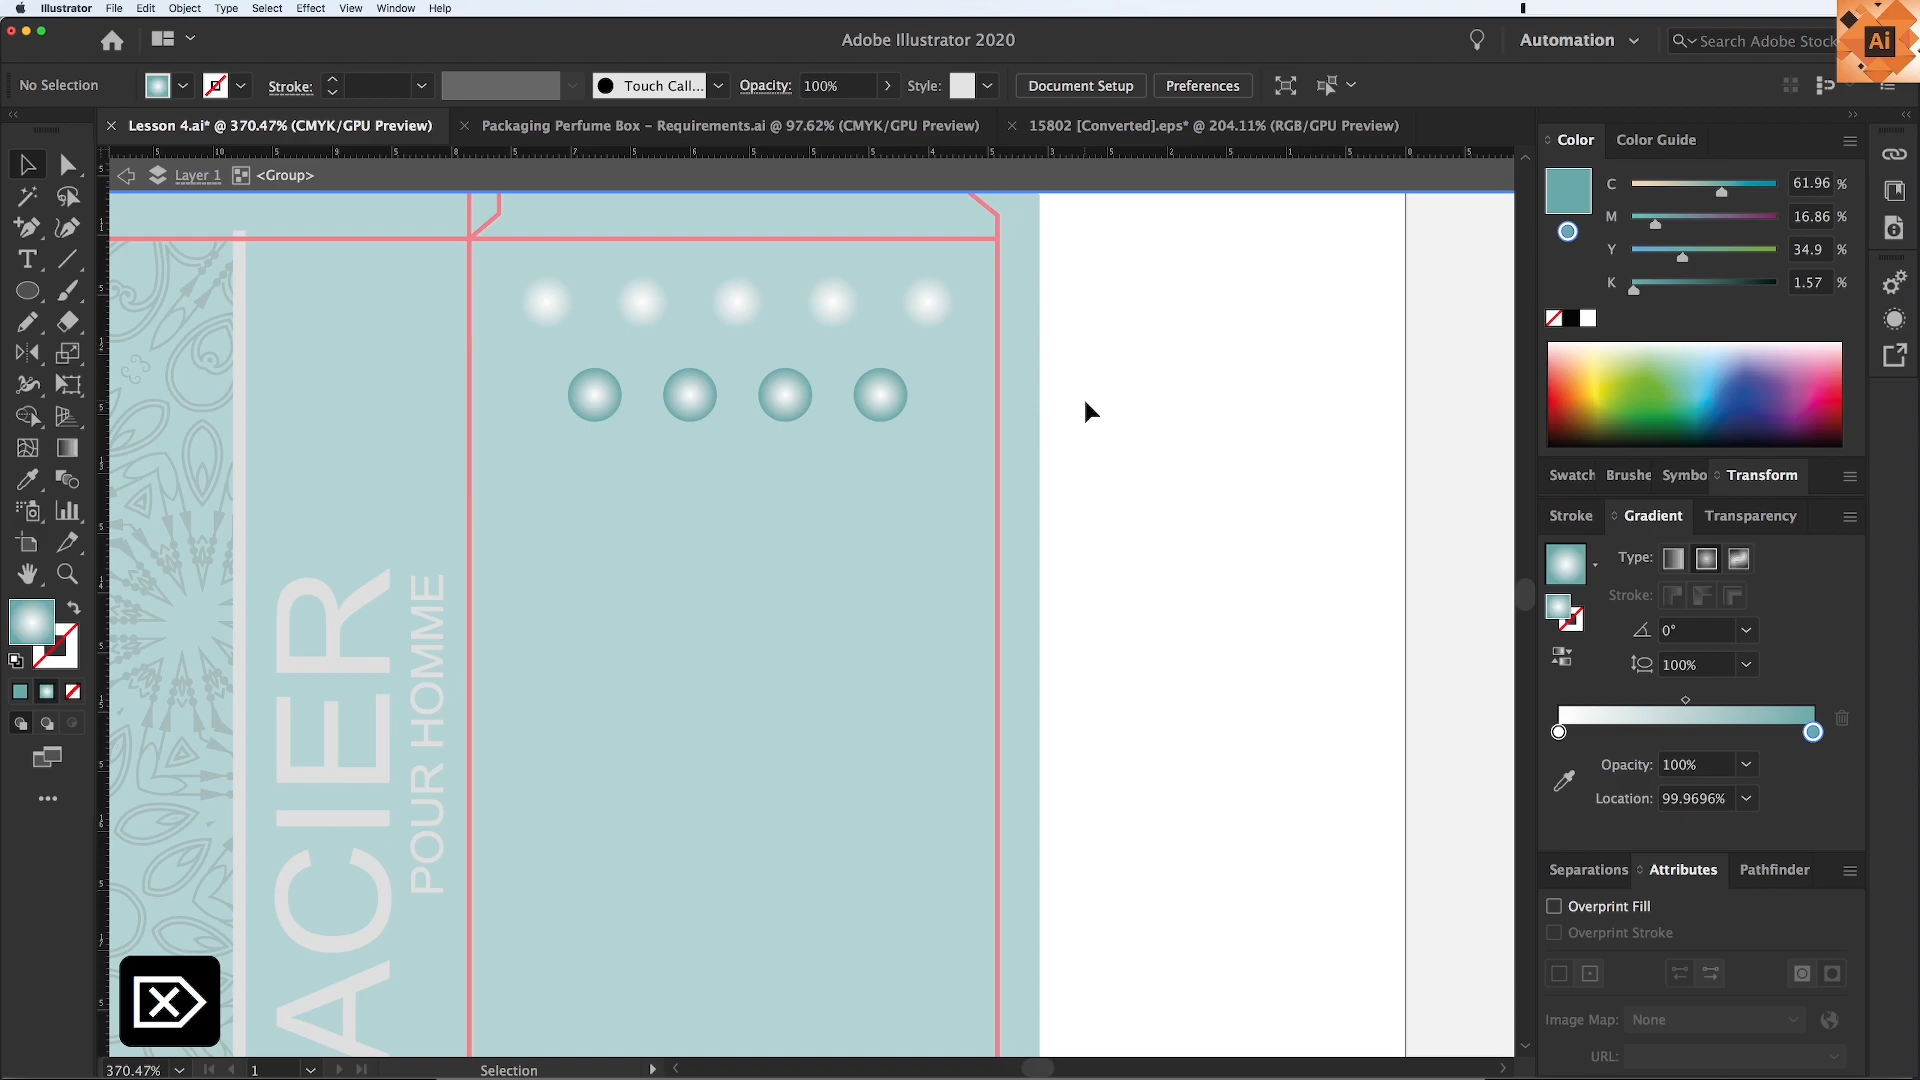 Illustrator File Edit Object Type Select Effect View Window Help
Adobe Illustrator 2020
Automation
Search Adobe Stock
Ai
No Selection
Stroke:
Touch Call...
Opacity: 100%
Style:
Document Setup
Preferences
Lesson 4.ai* @ 370.47% (CMYK/GPU Preview)
Packaging Perfume Box - Requirements.ai @ 97.62% (CMYK/GPU Preview)
15802 [Converted].eps* @ 204.11% (RGB/GPU Preview)
Layer 1
<Group>
ACIER
POUR HOMME
370.47%
1
Selection
Color
Color Guide
C 61.96 %
M 16.86 %
Y 34.9 %
K 1.57 %
Swatch Brushe Symbo Transform
Stroke Gradient Transparency
Type:
Stroke:
0°
100%
Opacity: 100%
Location: 99.9696%
Separations Attributes Pathfinder
Overprint Fill
Overprint Stroke
Image Map: None
URL: